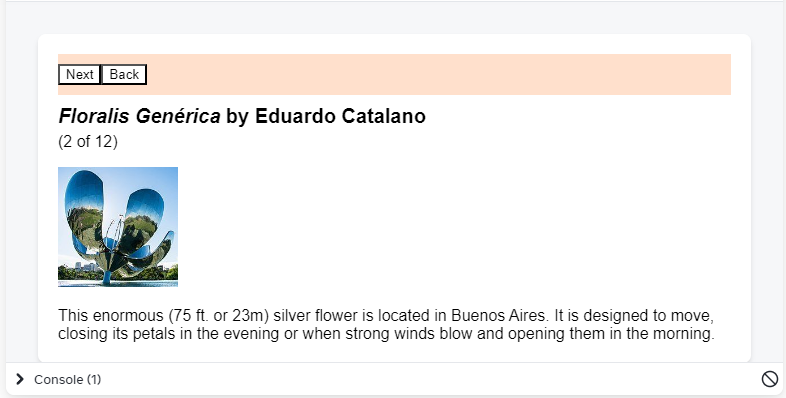 Next Back
Floralis Genérica by Eduardo Catalano
(2 of 12)
This enormous (75 ft. or 23m) silver flower is located in Buenos Aires. It is designed to move,
closing its petals in the evening or when strong winds blow and opening them in the morning.
Console (1)